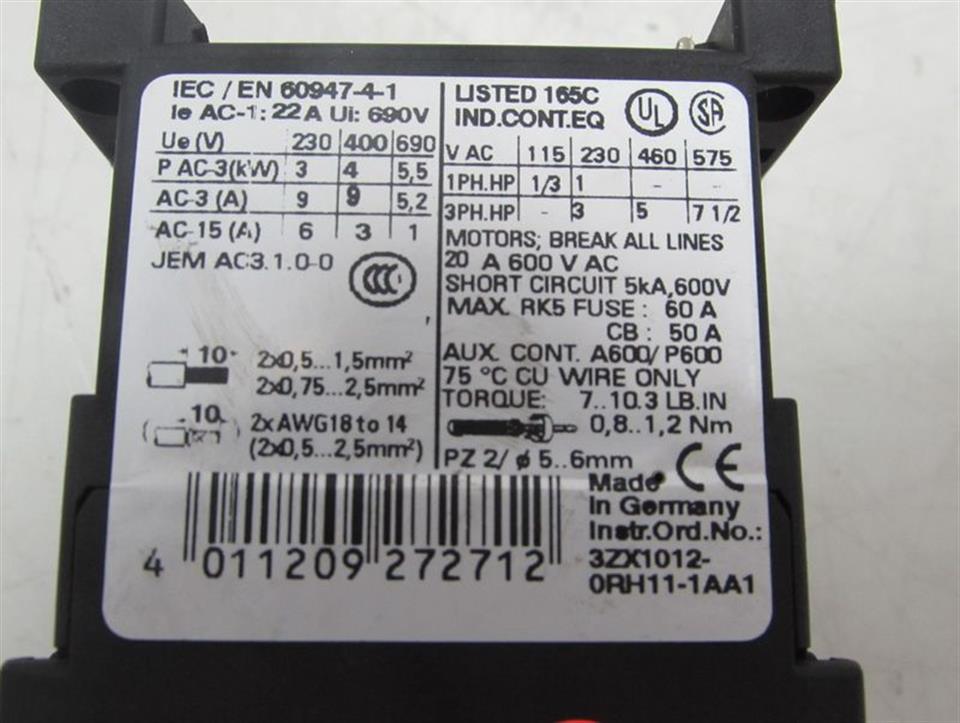 IEC / EN 60947-4-1
Ie AC-1: 22 A Ui: 690V
Ue (V) 230 400 690
P AC-3(kW) 3 4 5,5
AC-3 (A) 9 9 5,2
AC-15 (A) 6 3 1
JEM AC3.1.0-0
CCC
10 2x0,5...1,5mm²
2x0,75...2,5mm²
10 2xAWG18 to 14
(2x0,5...2,5mm²)
LISTED 165C
IND.CONT.EQ
UL
SA
V AC 115 230 460 575
1PH.HP 1/3 1 - -
3PH.HP - 3 5 7 1/2
MOTORS; BREAK ALL LINES
20 A 600 V AC
SHORT CIRCUIT 5kA,600V
MAX. RK5 FUSE : 60 A
CB : 50 A
AUX. CONT. A600/P600
75 °C CU WIRE ONLY
TORQUE: 7..10.3 LB.IN
0,8..1,2 Nm
PZ 2/ ø 5..6mm CE
Made
In Germany
Instr.Ord.No.:
3ZX1012-
0RH11-1AA1
4 011209 272712